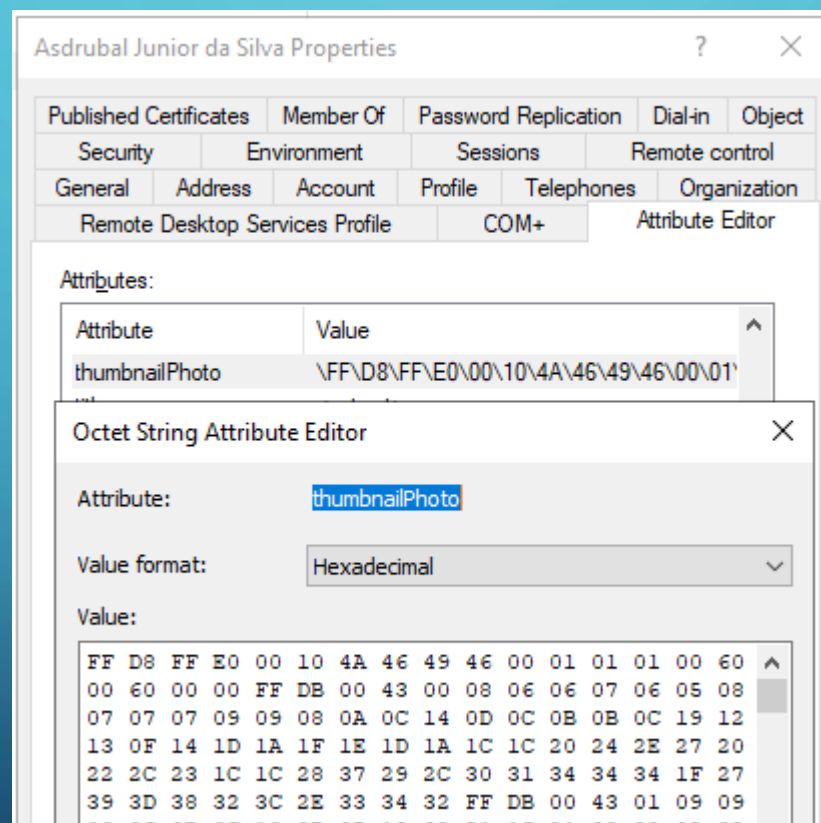 Asdrubal Junior da Silva Properties ?
Published Certificates Member Of Password Replication Dial-in Object
Security Environment Sessions Remote control
General Address Account Profile Telephones Organization
Remote Desktop Services Profile COM+ Attribute Editor
Attributes:
Attribute Value
thumbnailPhoto \FF\D8\FF\E0\00\10\4A\46\49\46\00\01\
Octet String Attribute Editor
Attribute: thumbnailPhoto
Value format: Hexadecimal
Value:
FF D8 FF E0 00 10 4A 46 49 46 00 01 01 01 00 60
00 60 00 00 FF DB 00 43 00 08 06 06 07 06 05 08
07 07 07 09 09 08 0A 0C 14 0D 0C 0B 0B 0C 19 12
13 0F 14 1D 1A 1F 1E 1D 1A 1C 1C 20 24 2E 27 20
22 2C 23 1C 1C 28 37 29 2C 30 31 34 34 34 1F 27
39 3D 38 32 3C 2E 33 34 32 FF DB 00 43 01 09 09